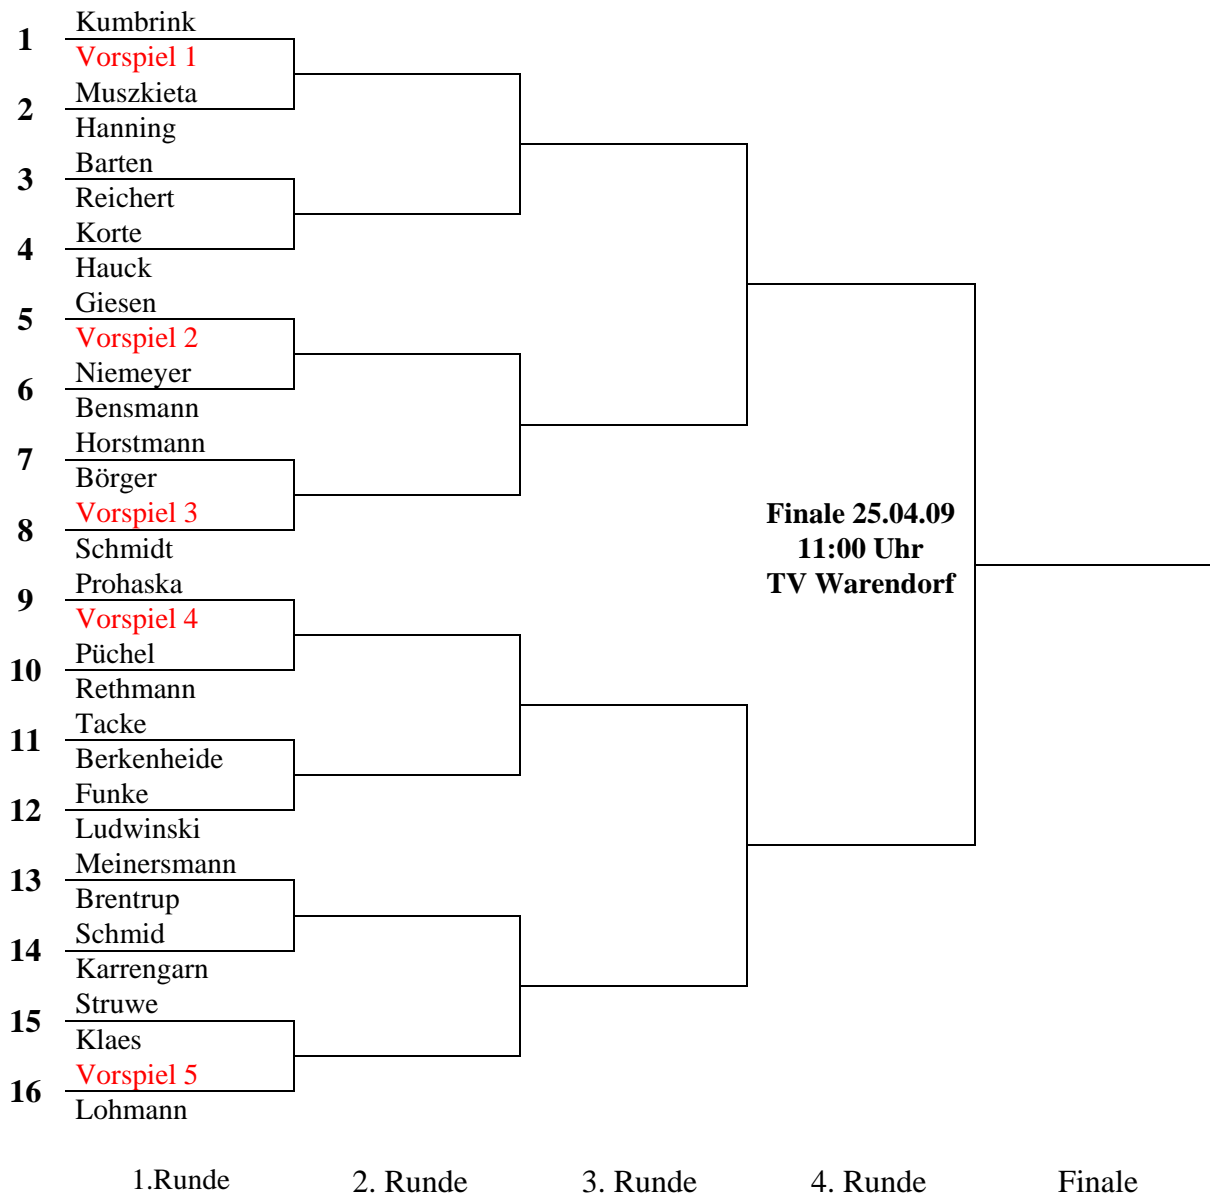 1
Kumbrink
Vorspiel 1
2
Muszkieta
Hanning
3
Barten
Reichert
4
Korte
Hauck
5
Giesen
Vorspiel 2
6
Niemeyer
Bensmann
7
Horstmann
Börger
8
Vorspiel 3
Schmidt
9
Prohaska
Vorspiel 4
10
Püchel
Rethmann
11
Tacke
Berkenheide
12
Funke
Ludwinski
13
Meinersmann
Brentrup
14
Schmid
Karrengarn
15
Struwe
Klaes
16
Vorspiel 5
Lohmann
Finale 25.04.09
11:00 Uhr
TV Warendorf
1.Runde 2. Runde 3. Runde 4. Runde Finale